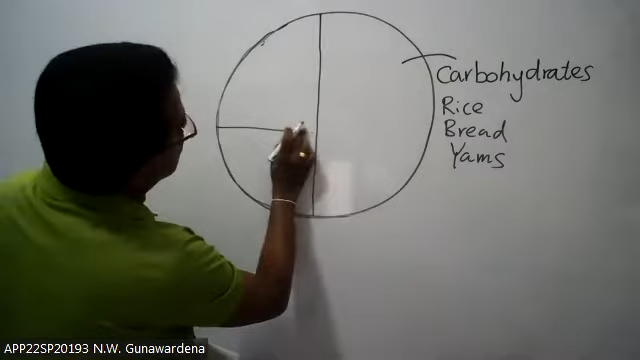 Carbohydrates
Rice
Bread
Yams
APP22SP20193 N.W. Gunawardena